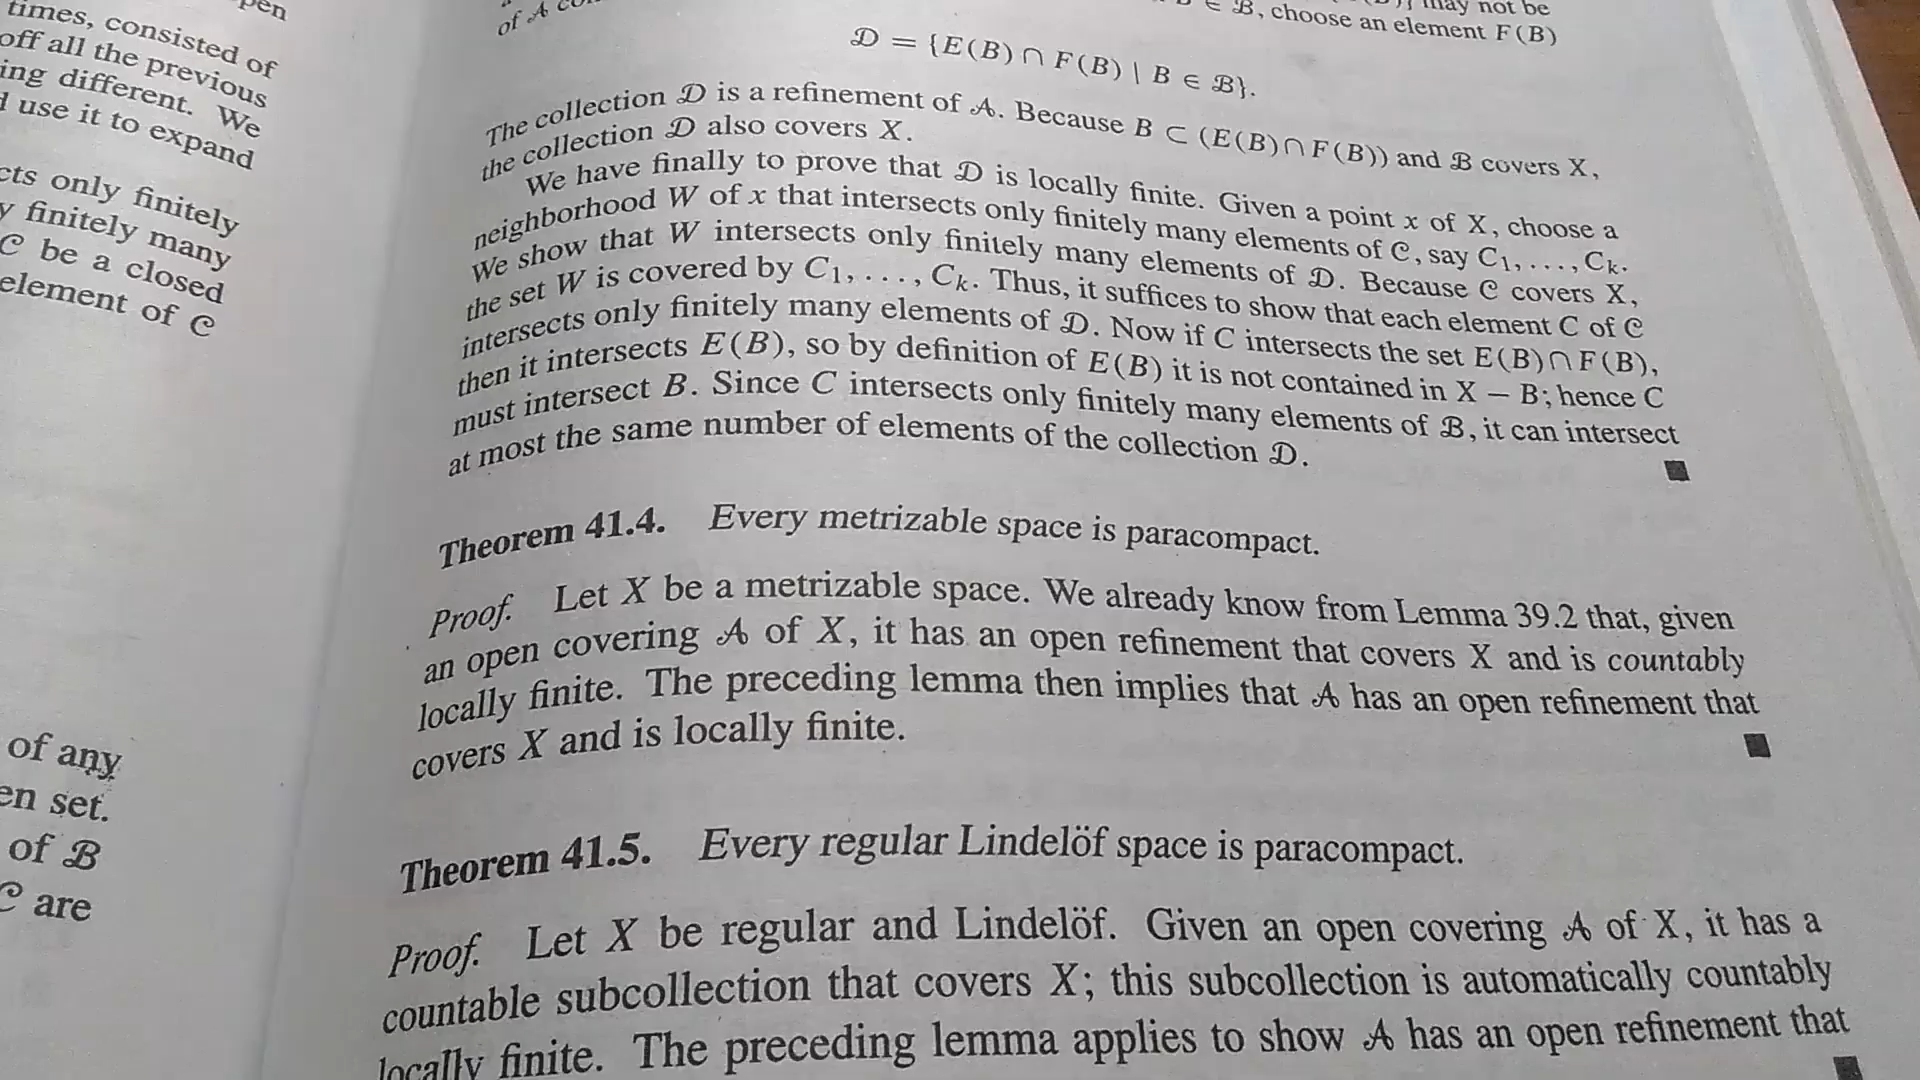 pen
times, consisted of
off all the previous
ing different. We
use it to expand
cts only finitely
y finitely many
C be a closed
element of C
of any
en set.
of B
C are
of A
may not be
∈ B, choose an element F(B)
D = {E(B) ∩ F(B) | B ∈ B}.
The collection D is a refinement of A. Because B ⊂ (E(B)∩F(B)) and B covers X,
the collection D also covers X.
We have finally to prove that D is locally finite. Given a point x of X, choose a
neighborhood W of x that intersects only finitely many elements of C, say C₁, . . . , Cₖ.
We show that W intersects only finitely many elements of D. Because C covers X,
the set W is covered by C₁, . . . , Cₖ. Thus, it suffices to show that each element C of C
intersects only finitely many elements of D. Now if C intersects the set E(B)∩F(B),
then it intersects E(B), so by definition of E(B) it is not contained in X − B; hence C
must intersect B. Since C intersects only finitely many elements of B, it can intersect
at most the same number of elements of the collection D. ■
Theorem 41.4. Every metrizable space is paracompact.
Proof. Let X be a metrizable space. We already know from Lemma 39.2 that, given
an open covering A of X, it has an open refinement that covers X and is countably
locally finite. The preceding lemma then implies that A has an open refinement that
covers X and is locally finite. ■
Theorem 41.5. Every regular Lindelöf space is paracompact.
Proof. Let X be regular and Lindelöf. Given an open covering A of X, it has a
countable subcollection that covers X; this subcollection is automatically countably
locally finite. The preceding lemma applies to show A has an open refinement that